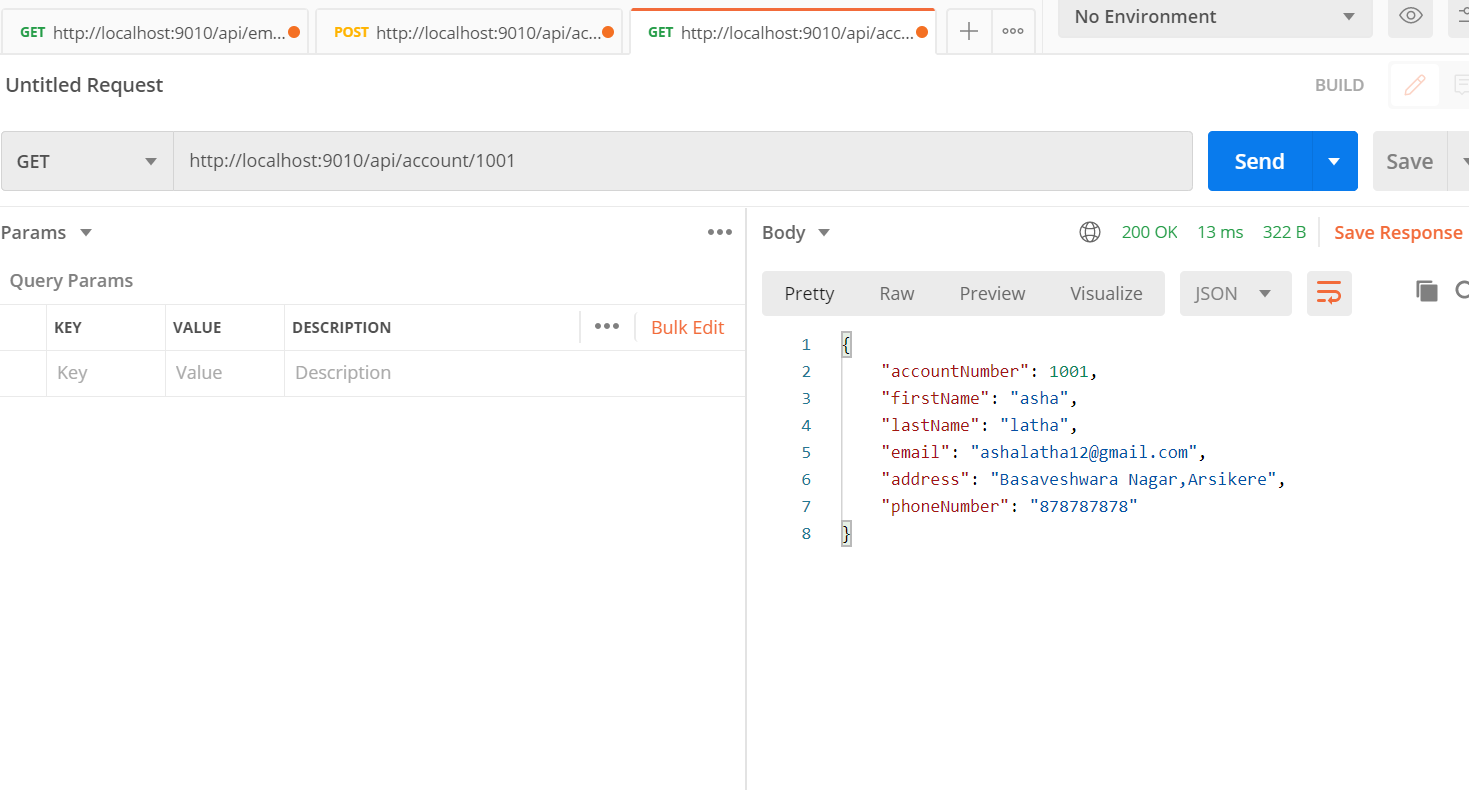 GET http://localhost:9010/api/em... POST http://localhost:9010/api/ac... GET http://localhost:9010/api/acc... No Environment
Untitled Request BUILD
GET http://localhost:9010/api/account/1001 Send Save
Params Body 200 OK 13 ms 322 B Save Response
Query Params Pretty Raw Preview Visualize JSON
KEY VALUE DESCRIPTION Bulk Edit
Key Value Description
1 {
2 "accountNumber": 1001,
3 "firstName": "asha",
4 "lastName": "latha",
5 "email": "ashalatha12@gmail.com",
6 "address": "Basaveshwara Nagar,Arsikere",
7 "phoneNumber": "878787878"
8 }